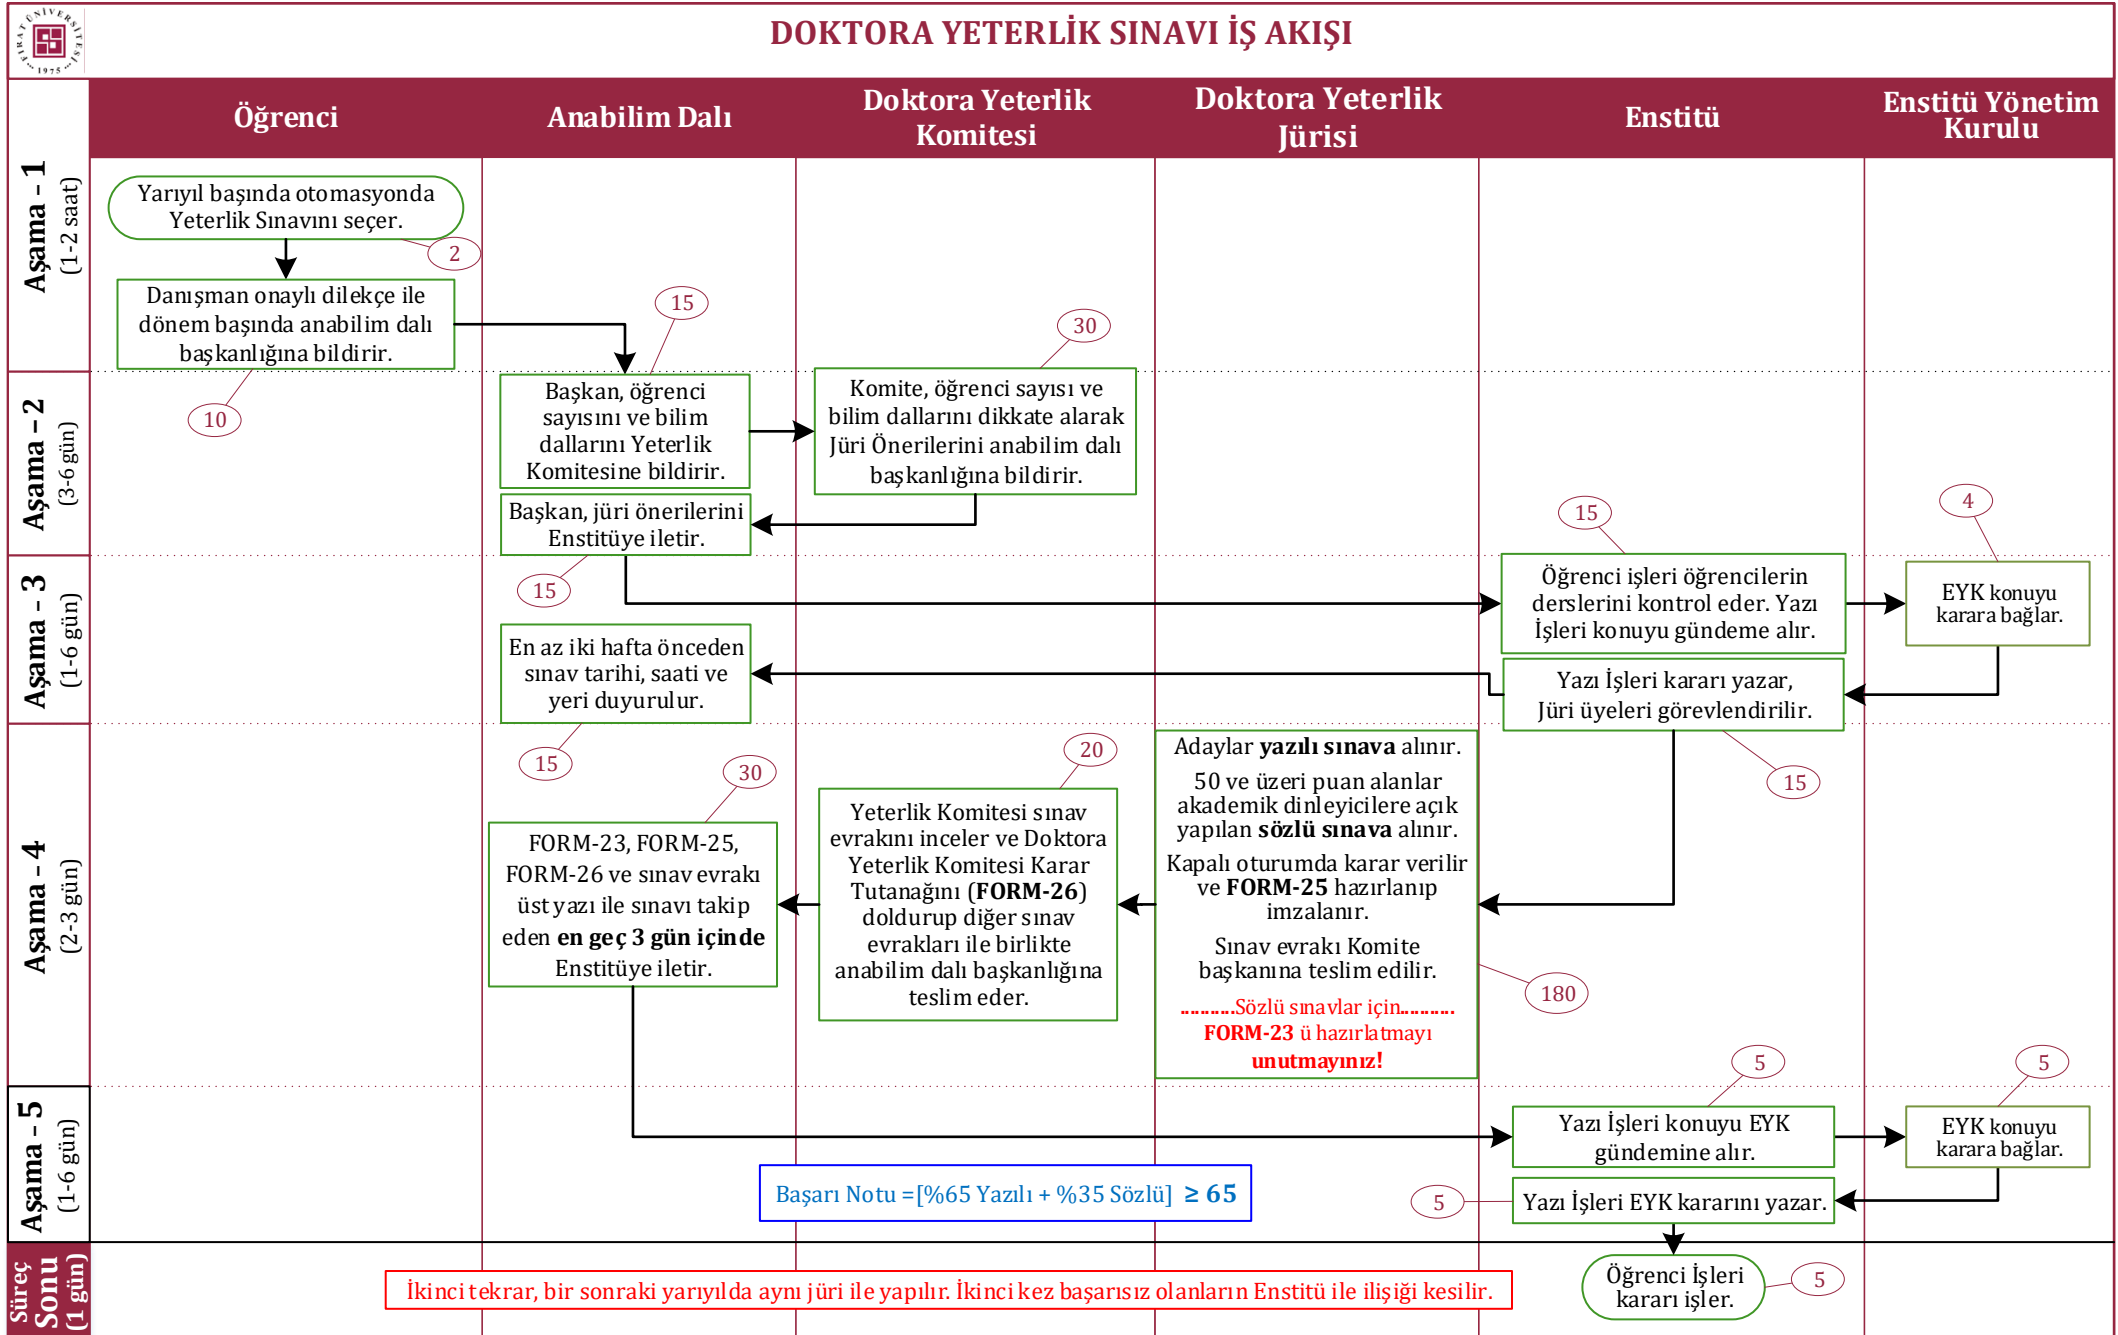 FIRAT ÜNİVERSİTESİ
1975
DOKTORA YETERLİK SINAVI İŞ AKIŞI
Öğrenci
Anabilim Dalı
Doktora Yeterlik
Komitesi
Doktora Yeterlik
Jürisi
Enstitü
Enstitü Yönetim
Kurulu
Aşama – 1
(1-2 saat)
Yarıyıl başında otomasyonda
Yeterlik Sınavını seçer.
2
Danışman onaylı dilekçe ile
dönem başında anabilim dalı
başkanlığına bildirir.
10
Aşama – 2
(3-6 gün)
15
Başkan, öğrenci
sayısını ve bilim
dallarını Yeterlik
Komitesine bildirir.
30
Komite, öğrenci sayısı ve
bilim dallarını dikkate alarak
Jüri Önerilerini anabilim dalı
başkanlığına bildirir.
Başkan, jüri önerilerini
Enstitüye iletir.
15
Aşama – 3
(1-6 gün)
15
Öğrenci işleri öğrencilerin
derslerini kontrol eder. Yazı
İşleri konuyu gündeme alır.
4
EYK konuyu
karara bağlar.
Yazı İşleri kararı yazar,
Jüri üyeleri görevlendirilir.
15
En az iki hafta önceden
sınav tarihi, saati ve
yeri duyurulur.
15
Aşama – 4
(2-3 gün)
Adaylar yazılı sınava alınır.
50 ve üzeri puan alanlar
akademik dinleyicilere açık
yapılan sözlü sınava alınır.
Kapalı oturumda karar verilir
ve FORM-25 hazırlanıp
imzalanır.
Sınav evrakı Komite
başkanına teslim edilir.
...........Sözlü sınavlar için...........
FORM-23 ü hazırlatmayı
unutmayınız!
180
20
Yeterlik Komitesi sınav
evrakını inceler ve Doktora
Yeterlik Komitesi Karar
Tutanağını (FORM-26)
doldurup diğer sınav
evrakları ile birlikte
anabilim dalı başkanlığına
teslim eder.
30
FORM-23, FORM-25,
FORM-26 ve sınav evrakı
üst yazı ile sınavı takip
eden en geç 3 gün içinde
Enstitüye iletir.
Aşama – 5
(1-6 gün)
5
Yazı İşleri konuyu EYK
gündemine alır.
5
EYK konuyu
karara bağlar.
Başarı Notu =[%65 Yazılı + %35 Sözlü] ≥ 65
5
Yazı İşleri EYK kararını yazar.
Süreç
Sonu
(1 gün)
İkinci tekrar, bir sonraki yarıyılda aynı jüri ile yapılır. İkinci kez başarısız olanların Enstitü ile ilişiği kesilir.
Öğrenci İşleri
kararı işler.
5